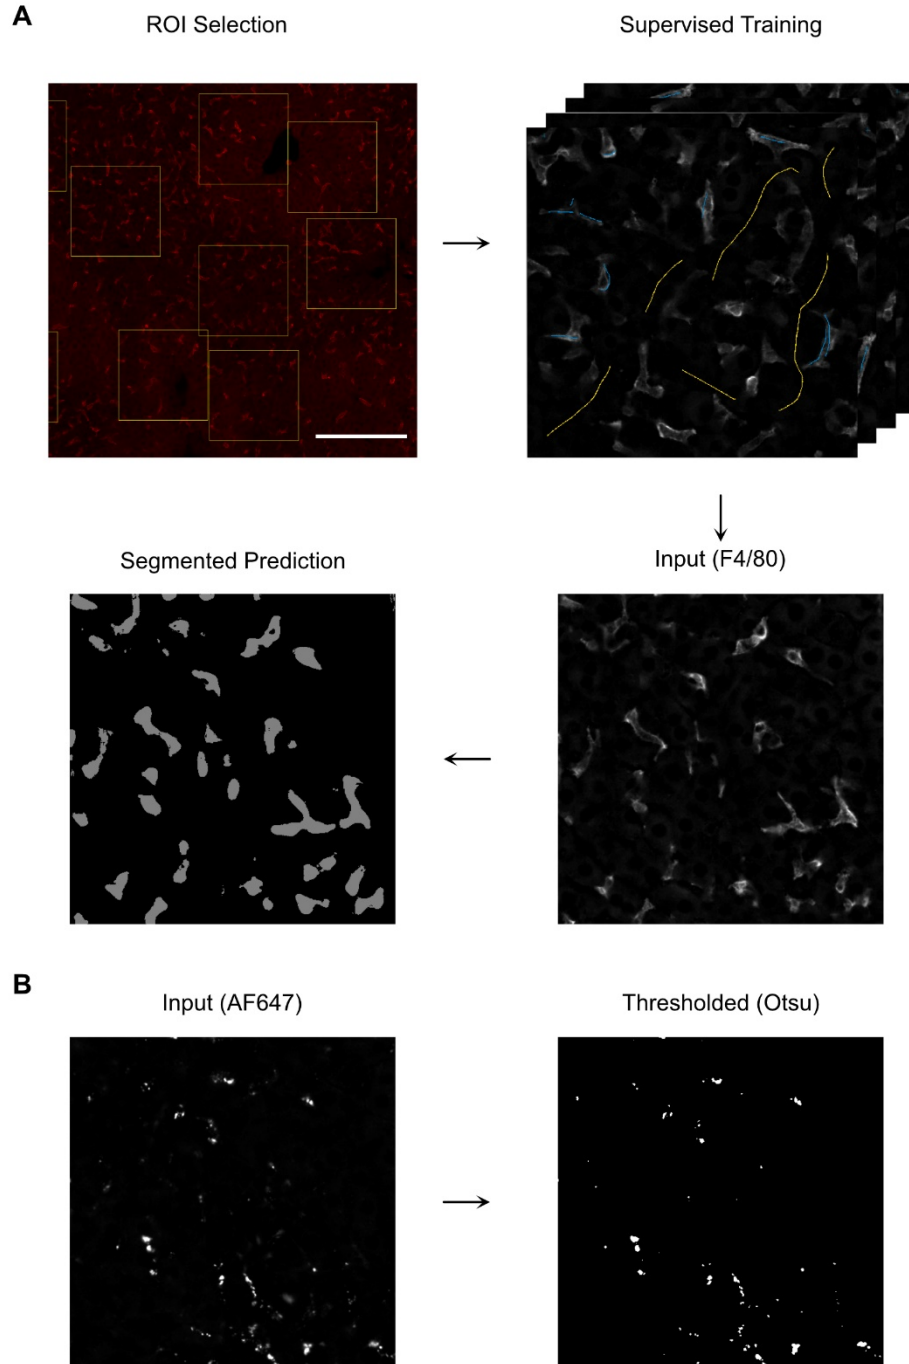 A
ROI Selection
Supervised Training
Segmented Prediction
Input (F4/80)
B
Input (AF647)
Thresholded (Otsu)